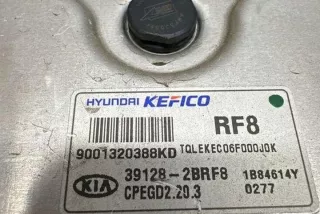 HYUNDAI KEFICO
RF8
9001320388KD TQLEKEC06F000J0K
KIA 39128-2BRF8 1B84614Y
CPEGD2.20.3 0277